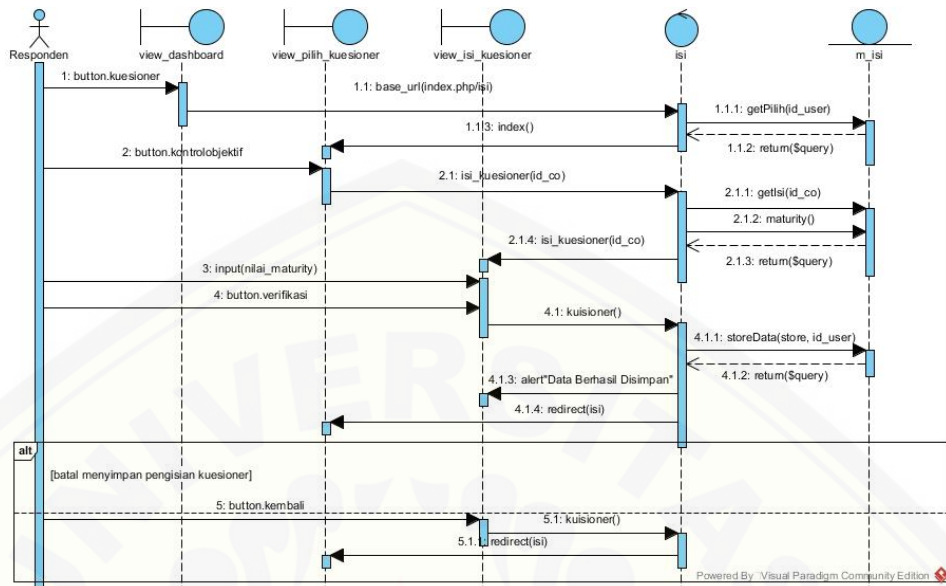 Responden
view_dashboard
view_pilih_kuesioner
view_isi_kuesioner
isi
m_isi
1: button.kuesioner
1.1: base_url(index.php/isi)
1.1.1: getPilih(id_user)
1.1.3: index()
1.1.2: return($query)
2: button.kontrolobjektif
2.1: isi_kuesioner(id_co)
2.1.1: getIsi(id_co)
2.1.2: maturity()
2.1.4: isi_kuesioner(id_co)
2.1.3: return($query)
3: input(nilai_maturity)
4: button.verifikasi
4.1: kuisioner()
4.1.1: storeData(store, id_user)
4.1.2: return($query)
4.1.3: alert"Data Berhasil Disimpan"
4.1.4: redirect(isi)
alt
[batal menyimpan pengisian kuesioner]
5: button.kembali
5.1: kuisioner()
5.1.1: redirect(isi)
UNIVERSITA
Powered By Visual Paradigm Community Edition